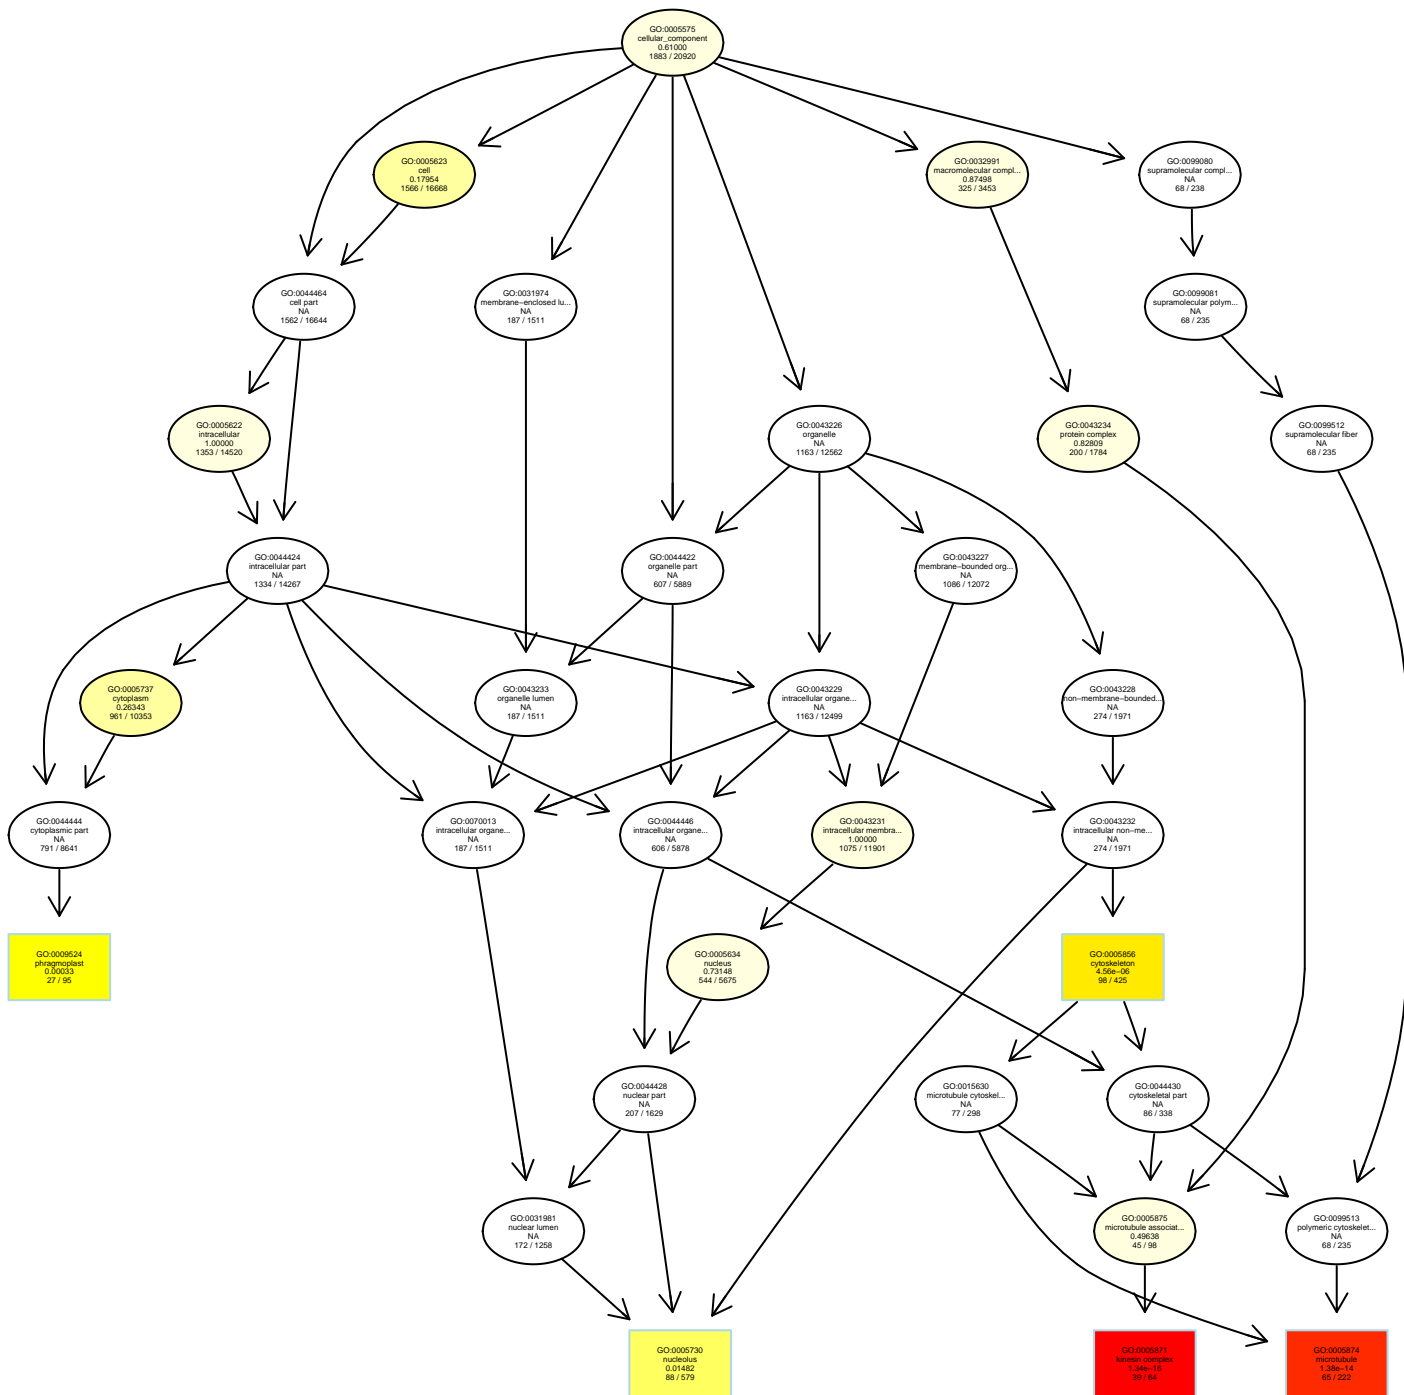 GO:0005575
cellular_component
0.61000
1883 / 20920
GO:0005623
cell
0.17954
1566 / 16668
GO:0032991
macromolecular compl...
0.87498
325 / 3453
GO:0099080
supramolecular compl...
NA
68 / 238
GO:0044464
cell part
NA
1562 / 16644
GO:0031974
membrane−enclosed lu...
NA
187 / 1511
GO:0099081
supramolecular polym...
NA
68 / 235
GO:0005622
intracellular
1.00000
1353 / 14520
GO:0043226
organelle
NA
1163 / 12562
GO:0043234
protein complex
0.82809
200 / 1784
GO:0099512
supramolecular fiber
NA
68 / 235
GO:0044424
intracellular part
NA
1334 / 14267
GO:0044422
organelle part
NA
607 / 5889
GO:0043227
membrane−bounded org...
NA
1086 / 12072
GO:0005737
cytoplasm
0.26343
961 / 10353
GO:0043233
organelle lumen
NA
187 / 1511
GO:0043229
intracellular organe...
NA
1163 / 12499
GO:0043228
non−membrane−bounded...
NA
274 / 1971
GO:0044444
cytoplasmic part
NA
791 / 8641
GO:0070013
intracellular organe...
NA
187 / 1511
GO:0044446
intracellular organe...
NA
606 / 5878
GO:0043231
intracellular membra...
1.00000
1075 / 11901
GO:0043232
intracellular non−me...
NA
274 / 1971
GO:0009524
phragmoplast
0.00033
27 / 95
GO:0005634
nucleus
0.73148
544 / 5675
GO:0005856
cytoskeleton
4.56e−06
98 / 425
GO:0044428
nuclear part
NA
207 / 1629
GO:0015630
microtubule cytoskel...
NA
77 / 298
GO:0044430
cytoskeletal part
NA
86 / 338
GO:0031981
nuclear lumen
NA
172 / 1258
GO:0005875
microtubule associat...
0.49638
45 / 98
GO:0099513
polymeric cytoskelet...
NA
68 / 235
GO:0005730
nucleolus
0.01482
88 / 579
GO:0005871
kinesin complex
1.34e−16
39 / 64
GO:0005874
microtubule
1.38e−14
65 / 222